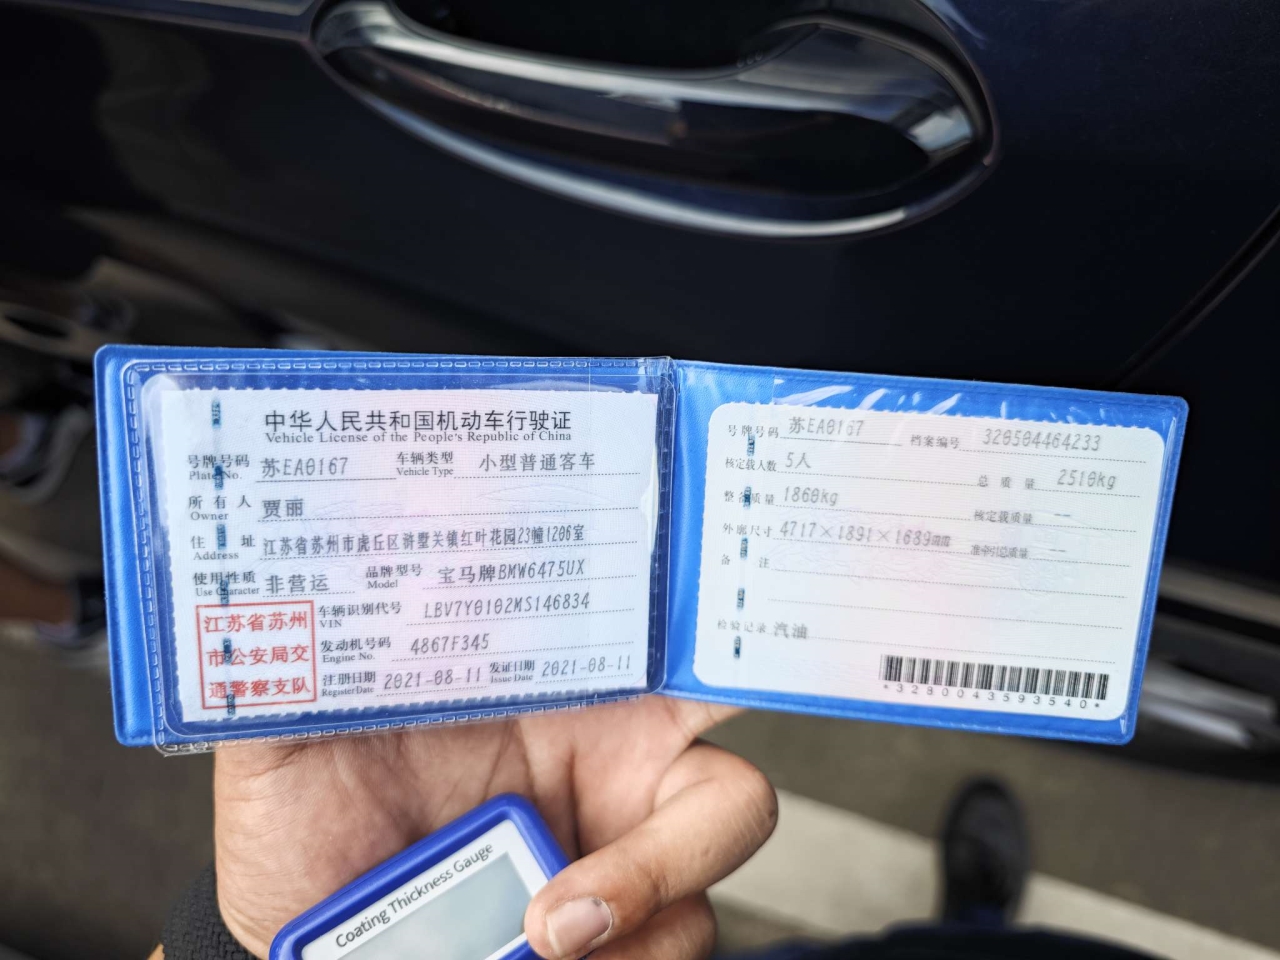 中华人民共和国机动车行驶证
Vehicle License of the People's Republic of China
号牌号码 苏EA0167 车辆类型 小型普通客车
Plate No. Vehicle Type
所有人 贾丽
Owner
住址 江苏省苏州市虎丘区浒墅关镇红叶花园23幢1206室
Address
使用性质 非营运 品牌型号 宝马牌BMW6475UX
Use Character Model
江苏省苏州
市公安局交
通警察支队
车辆识别代号 LBV7Y0102MS146834
VIN
发动机号码 4867F345
Engine No.
注册日期 2021-08-11 发证日期 2021-08-11
Register Date Issue Date
号牌号码 苏EA0167 档案编号 320504464233
核定载人数 5人 总质量 2510kg
整备质量 1860kg 核定载质量 --
外廓尺寸 4717×1891×1689mm 准牵引总质量 --
备注
检验记录 汽油
*3280043593540*
Coating Thickness Gauge